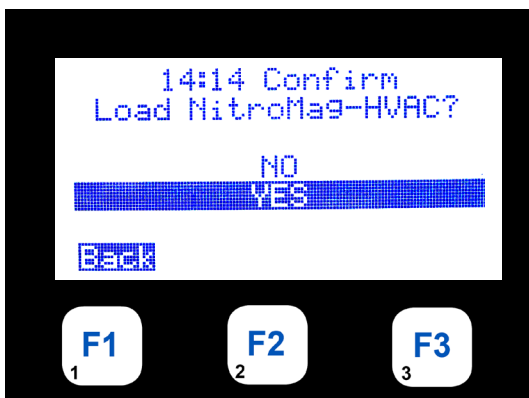 14:14 Confirm
Load NitroMag-HVAC?
NO
YES
Back
F1 F2 F3
1 2 3